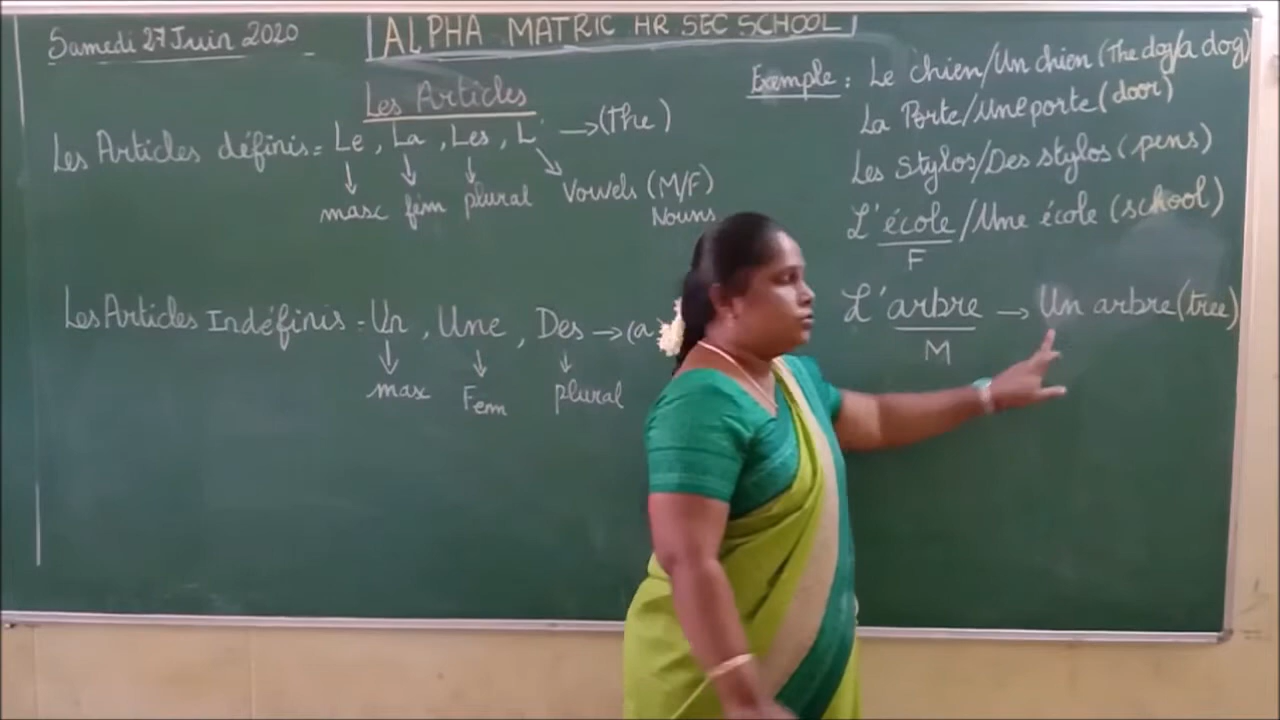 Samedi 27 Juin 2020
ALPHA MATRIC HR SEC SCHOOL
Les Articles
Les Articles définis = Le, La, Les, L' → (The)
↓ ↓ ↓ ↘
masc fém plural Vowels (M/F)
Nouns
Les Articles Indéfinis = Un, Une, Des → (a
↓ ↓ ↓
masc Fem plural
Exemple : Le chien/Un chien (The dog/a dog)
La Porte/Une porte (door)
Les Stylos/Des stylos (pens)
L'école/Une école (school)
F
L'arbre → Un arbre (tree)
M